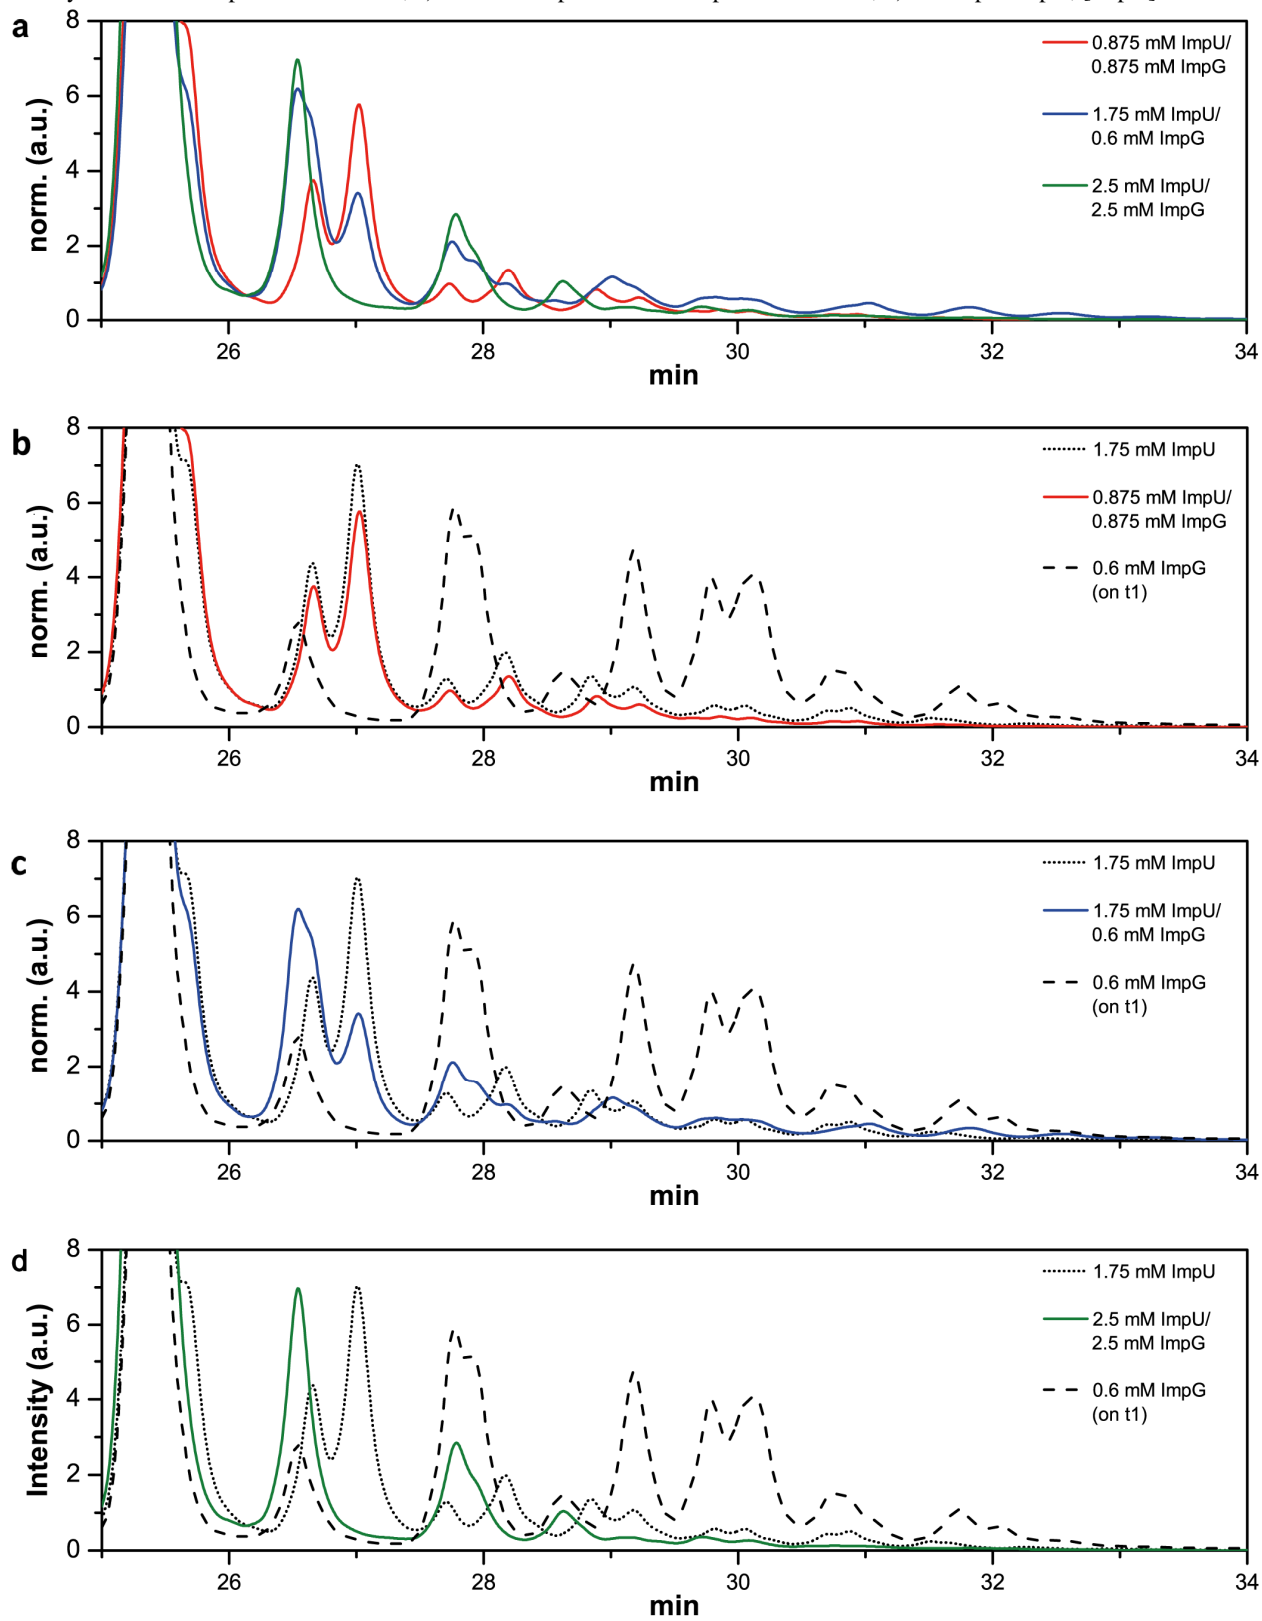 a
8
6
4
2
0
norm. (a.u.)
26
28
30
32
34
min
0.875 mM ImpU/
0.875 mM ImpG
1.75 mM ImpU/
0.6 mM ImpG
2.5 mM ImpU/
2.5 mM ImpG
b
8
6
4
2
0
norm. (a.u.)
26
28
30
32
34
min
1.75 mM ImpU
0.875 mM ImpU/
0.875 mM ImpG
0.6 mM ImpG
(on t1)
c
8
6
4
2
0
norm. (a.u.)
26
28
30
32
34
min
1.75 mM ImpU
1.75 mM ImpU/
0.6 mM ImpG
0.6 mM ImpG
(on t1)
d
8
6
4
2
0
Intensity (a.u.)
26
28
30
32
34
min
1.75 mM ImpU
2.5 mM ImpU/
2.5 mM ImpG
0.6 mM ImpG
(on t1)